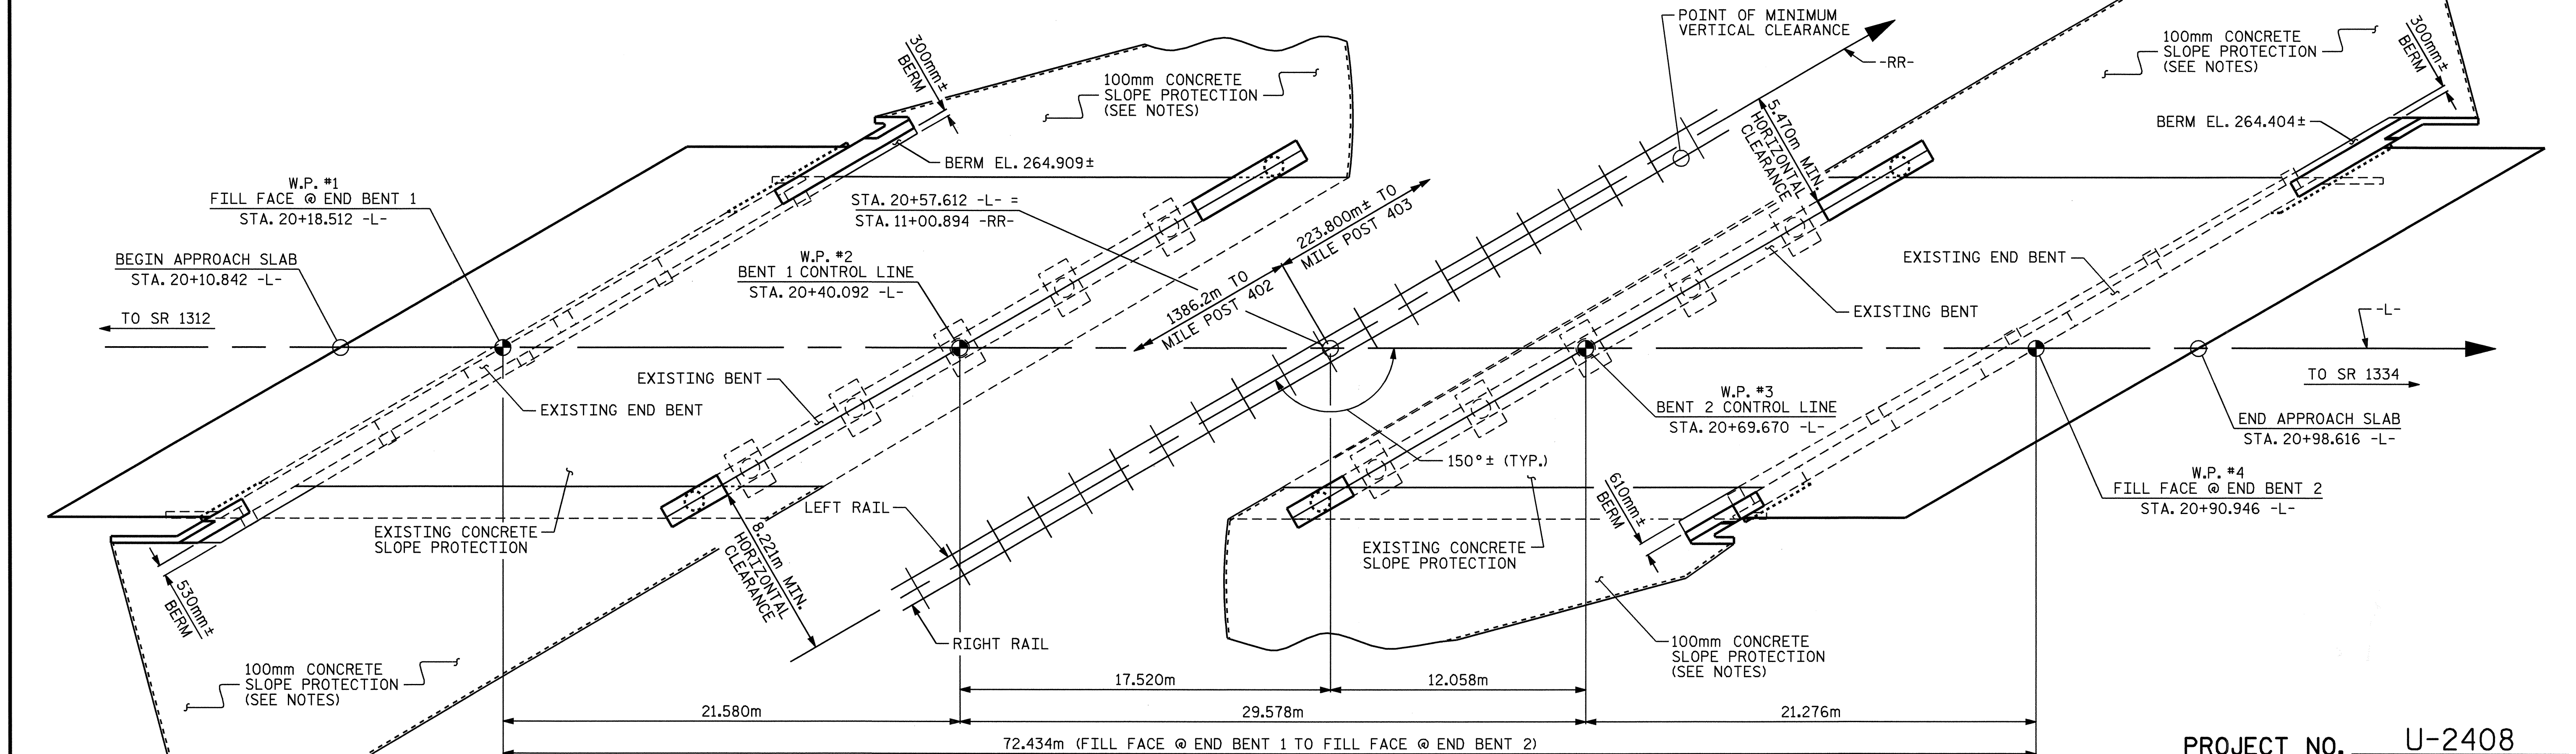 POINT OF MINIMUM
VERTICAL CLEARANCE
-RR-
100mm CONCRETE
SLOPE PROTECTION
(SEE NOTES)
300mm±
BERM
300mm±
BERM
100mm CONCRETE
SLOPE PROTECTION
(SEE NOTES)
5.470m MIN.
HORIZONTAL
CLEARANCE
BERM EL. 264.404±
BERM EL. 264.909±
W.P. #1
FILL FACE @ END BENT 1
STA. 20+18.512 -L-
STA. 20+57.612 -L- =
STA. 11+00.894 -RR-
223.800m± TO
MILE POST 403
1386.2m TO
MILE POST 402
BEGIN APPROACH SLAB
STA. 20+10.842 -L-
W.P. #2
BENT 1 CONTROL LINE
STA. 20+40.092 -L-
EXISTING END BENT
EXISTING BENT
TO SR 1312
-L-
TO SR 1334
EXISTING BENT
EXISTING END BENT
W.P. #3
BENT 2 CONTROL LINE
STA. 20+69.670 -L-
END APPROACH SLAB
STA. 20+98.616 -L-
150°± (TYP.)
W.P. #4
FILL FACE @ END BENT 2
STA. 20+90.946 -L-
610mm±
BERM
LEFT RAIL
EXISTING CONCRETE
SLOPE PROTECTION
8.221m MIN.
HORIZONTAL
CLEARANCE
EXISTING CONCRETE
SLOPE PROTECTION
530mm±
BERM
RIGHT RAIL
100mm CONCRETE
SLOPE PROTECTION
(SEE NOTES)
100mm CONCRETE
SLOPE PROTECTION
(SEE NOTES)
17.520m
12.058m
21.580m
29.578m
21.276m
72.434m (FILL FACE @ END BENT 1 TO FILL FACE @ END BENT 2)
PROJECT NO. U-2408